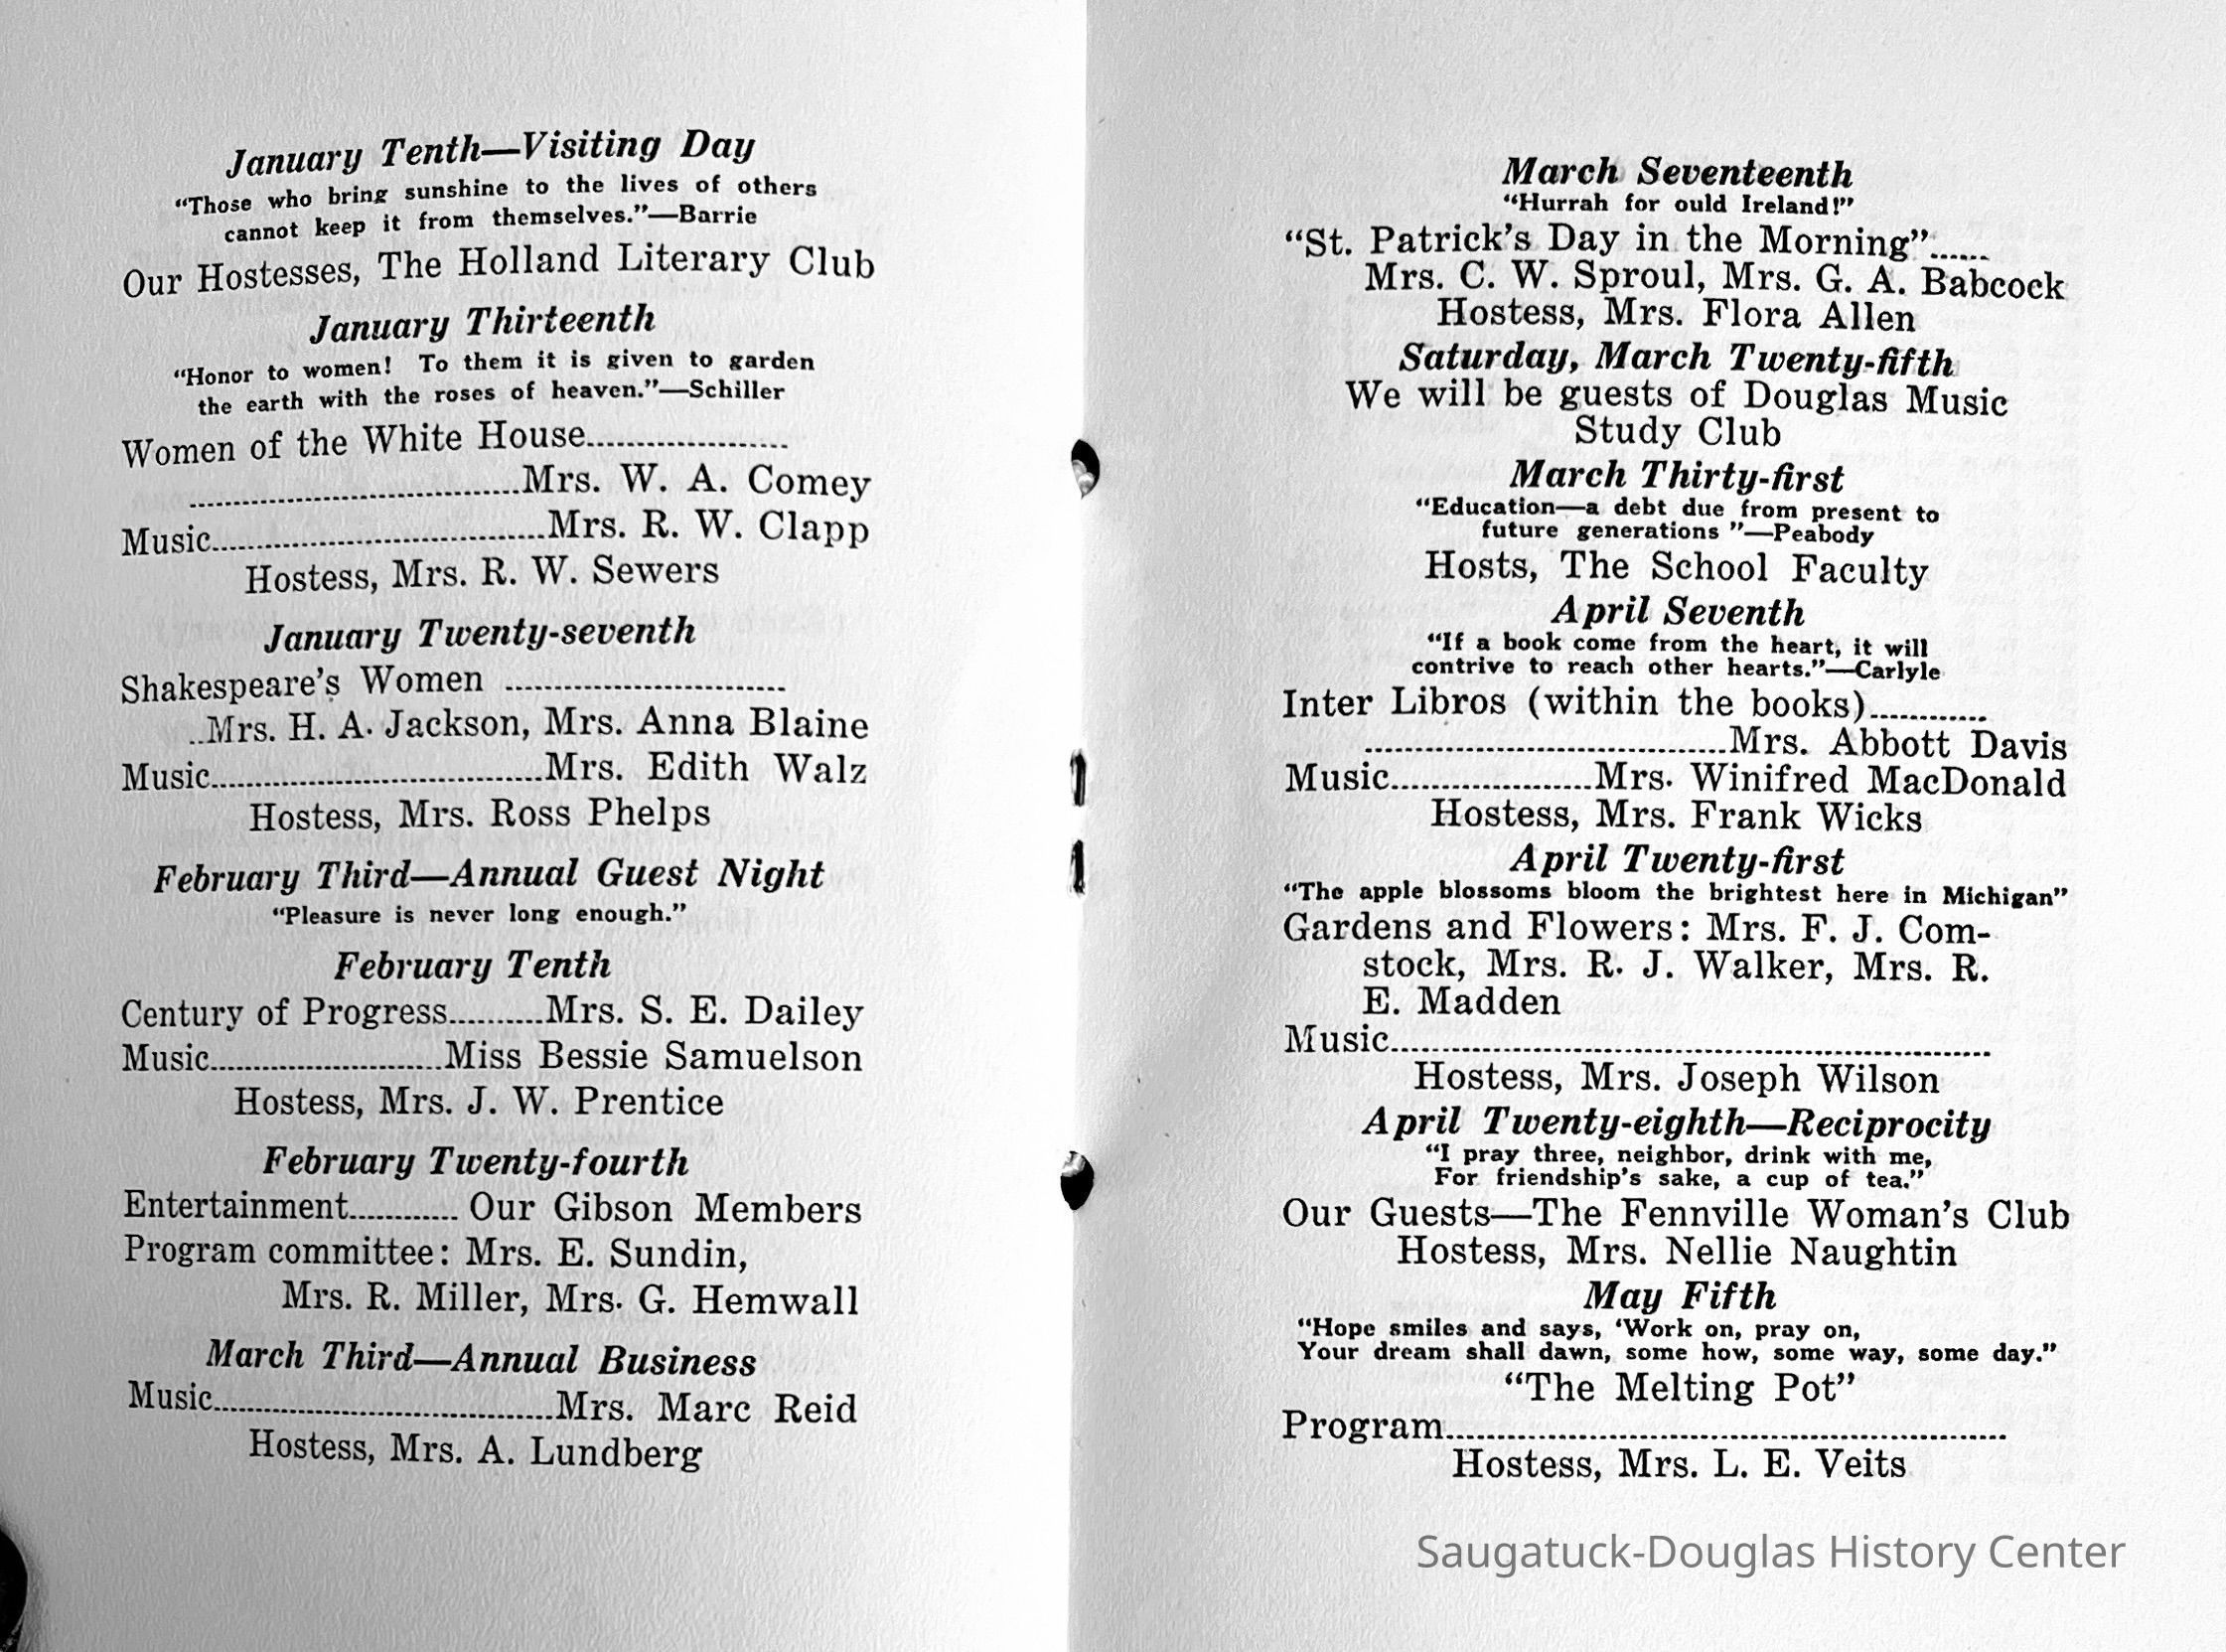 January Tenth—Visiting Day
“Those who bring sunshine to the lives of others
cannot keep it from themselves.”—Barrie
Our Hostesses, The Holland Literary Club
January Thirteenth
“Honor to women! To them it is given to garden
the earth with the roses of heaven.”—Schiller
Women of the White House....................
.................................Mrs. W. A. Comey
Music.................................Mrs. R. W. Clapp
Hostess, Mrs. R. W. Sewers
January Twenty-seventh
Shakespeare’s Women ............................
..Mrs. H. A. Jackson, Mrs. Anna Blaine
Music.................................Mrs. Edith Walz
Hostess, Mrs. Ross Phelps
February Third—Annual Guest Night
“Pleasure is never long enough.”
February Tenth
Century of Progress..........Mrs. S. E. Dailey
Music.......................Miss Bessie Samuelson
Hostess, Mrs. J. W. Prentice
February Twenty-fourth
Entertainment........... Our Gibson Members
Program committee: Mrs. E. Sundin,
Mrs. R. Miller, Mrs. G. Hemwall
March Third—Annual Business
Music..................................Mrs. Marc Reid
Hostess, Mrs. A. Lundberg
March Seventeenth
“Hurrah for ould Ireland!”
“St. Patrick’s Day in the Morning”......
Mrs. C. W. Sproul, Mrs. G. A. Babcock
Hostess, Mrs. Flora Allen
Saturday, March Twenty-fifth
We will be guests of Douglas Music
Study Club
March Thirty-first
“Education—a debt due from present to
future generations ”—Peabody
Hosts, The School Faculty
April Seventh
“If a book come from the heart, it will
contrive to reach other hearts.”—Carlyle
Inter Libros (within the books)............
....................................Mrs. Abbott Davis
Music....................Mrs. Winifred MacDonald
Hostess, Mrs. Frank Wicks
April Twenty-first
“The apple blossoms bloom the brightest here in Michigan”
Gardens and Flowers: Mrs. F. J. Com-
stock, Mrs. R. J. Walker, Mrs. R.
E. Madden
Music............................................................
Hostess, Mrs. Joseph Wilson
April Twenty-eighth—Reciprocity
“I pray three, neighbor, drink with me,
For friendship’s sake, a cup of tea.”
Our Guests—The Fennville Woman’s Club
Hostess, Mrs. Nellie Naughtin
May Fifth
“Hope smiles and says, ‘Work on, pray on,
Your dream shall dawn, some how, some way, some day.”
“The Melting Pot”
Program........................................................
Hostess, Mrs. L. E. Veits
Saugatuck-Douglas History Center